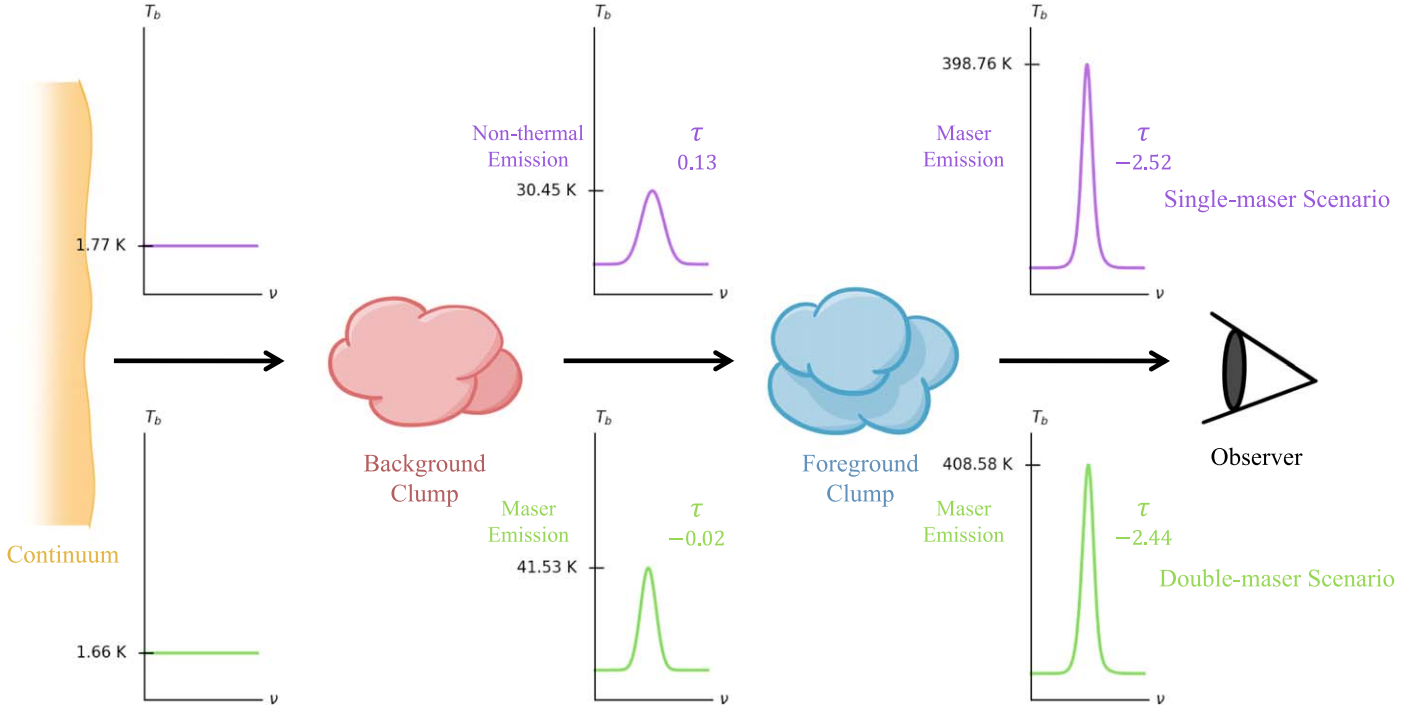 T_b
1.77 K
ν
T_b
Non-thermal
Emission
τ
0.13
30.45 K
ν
T_b
398.76 K
Maser
Emission
τ
−2.52
Single-maser Scenario
ν
Continuum
Background
Clump
Foreground
Clump
Observer
T_b
1.66 K
ν
T_b
Maser
Emission
τ
−0.02
41.53 K
ν
T_b
408.58 K
Maser
Emission
τ
−2.44
Double-maser Scenario
ν